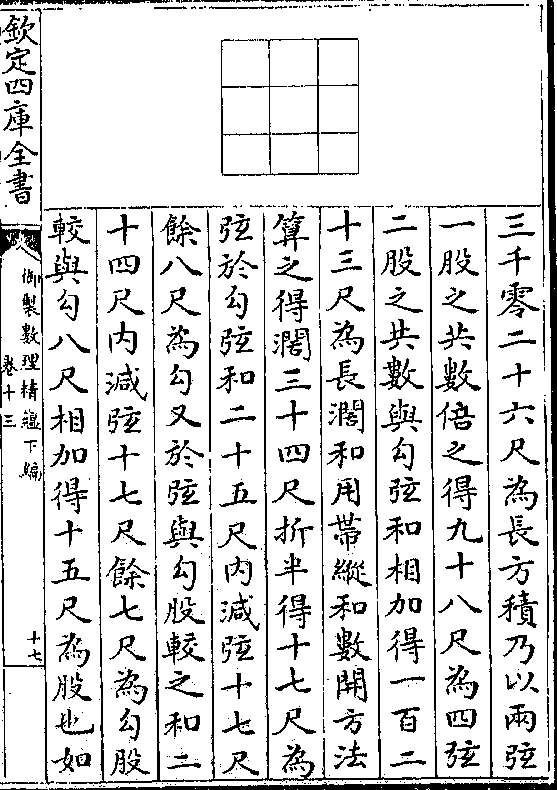 三千零二十六尺為長方積乃以兩弦
一股之共數倍之得九十八尺為四弦
二股之共數與勾弦和相加得一百二
十三尺為長濶和用帶縱和數開方法
算之得濶三十四尺折半得十七尺為
弦於勾弦和二十五尺内減弦十七尺
餘八尺為勾又於弦與勾股較之和二
十四尺内減弦十七尺餘七尺為勾股
較與勾八尺相加得十五尺為股也如
欽定四庫全書
御製數理精蘊下編
卷十三
十七